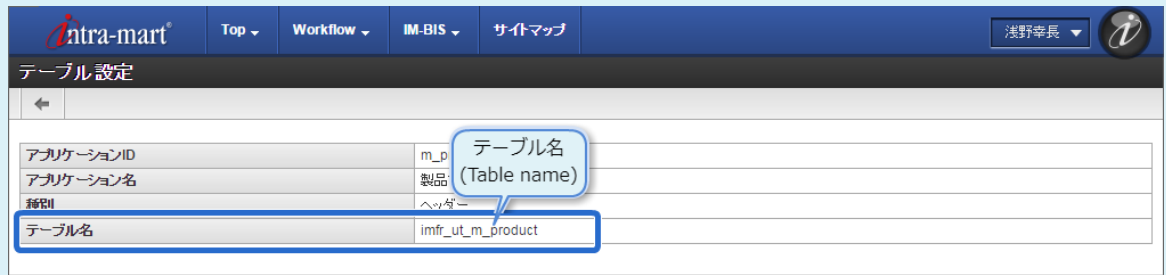 intra-mart® Top Workflow IM-BIS サイトマップ 浅野幸長
テーブル設定
アプリケーションID m_p
アプリケーション名 製品
種別 ヘッダー
テーブル名 imfr_ut_m_product
テーブル名
(Table name)